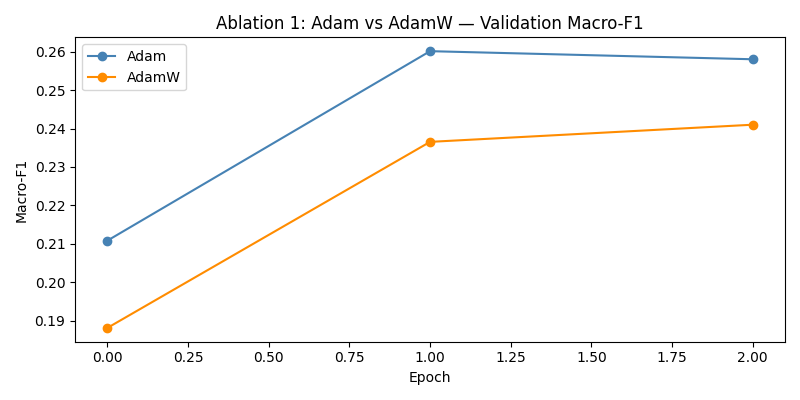 Ablation 1: Adam vs AdamW — Validation Macro-F1
Adam
AdamW
Macro-F1
0.26
0.25
0.24
0.23
0.22
0.21
0.20
0.19
0.00 0.25 0.50 0.75 1.00 1.25 1.50 1.75 2.00
Epoch